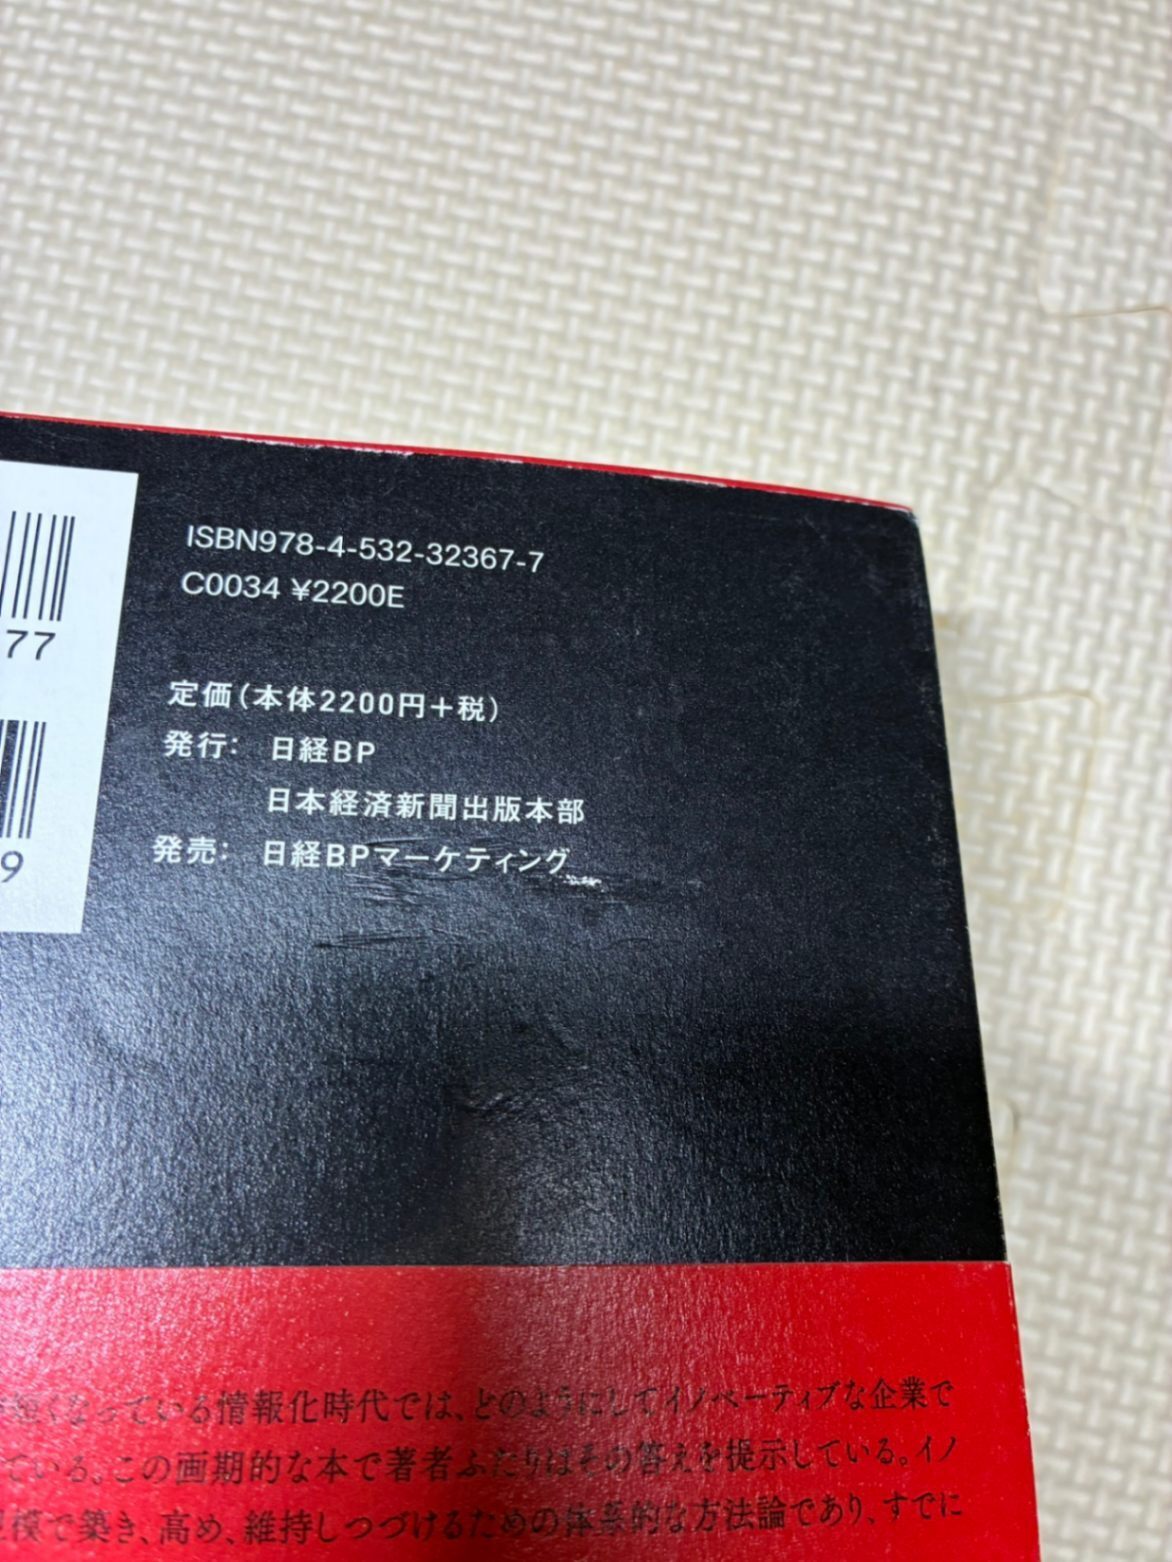 ISBN978-4-532-32367-7
C0034 ¥2200E
77
定価(本体2200円+税)
発行: 日経BP
日本経済新聞出版本部
発売: 日経BPマーケティング
9
くなっている情報化時代では、どのようにしてイノベーティブな企業で
ている。この画期的な本で著者ふたりはその答えを提示している。イノ
模で築き、高め、維持しつづけるための体系的な方法論であり、すでに